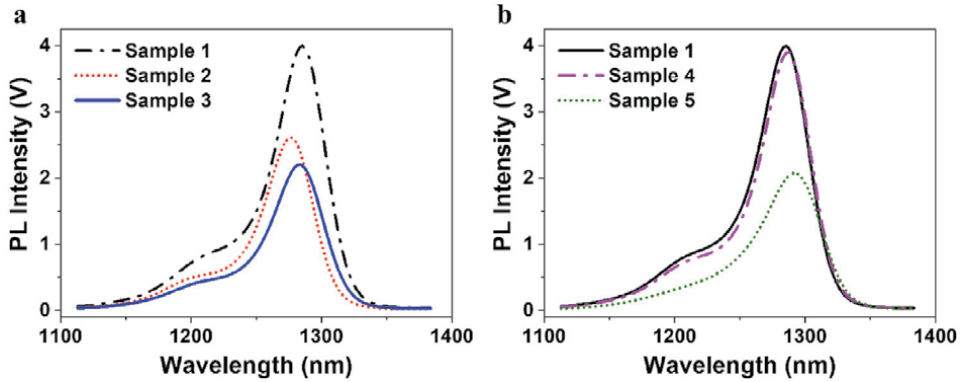 a
4
3
2
1
0
PL Intensity (V)
Sample 1
Sample 2
Sample 3
1100
1200
1300
1400
Wavelength (nm)
b
4
3
2
1
0
PL Intensity (V)
Sample 1
Sample 4
Sample 5
1100
1200
1300
1400
Wavelength (nm)